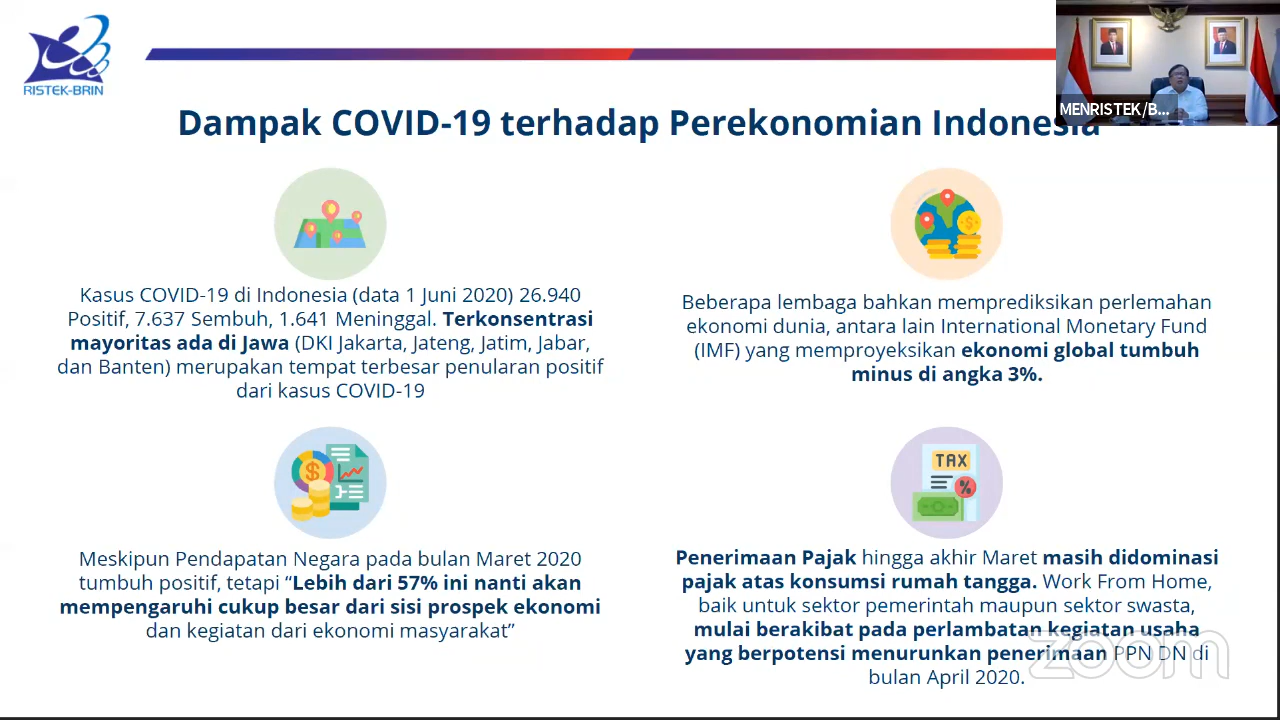 RISTEK-BRIN
MENRISTEK/B...
Dampak COVID-19 terhadap Perekonomian Indonesia
Kasus COVID-19 di Indonesia (data 1 Juni 2020) 26.940
Positif, 7.637 Sembuh, 1.641 Meninggal. Terkonsentrasi
mayoritas ada di Jawa (DKI Jakarta, Jateng, Jatim, Jabar,
dan Banten) merupakan tempat terbesar penularan positif
dari kasus COVID-19
Beberapa lembaga bahkan memprediksikan perlemahan
ekonomi dunia, antara lain International Monetary Fund
(IMF) yang memproyeksikan ekonomi global tumbuh
minus di angka 3%.
Meskipun Pendapatan Negara pada bulan Maret 2020
tumbuh positif, tetapi “Lebih dari 57% ini nanti akan
mempengaruhi cukup besar dari sisi prospek ekonomi
dan kegiatan dari ekonomi masyarakat”
TAX
%
Penerimaan Pajak hingga akhir Maret masih didominasi
pajak atas konsumsi rumah tangga. Work From Home,
baik untuk sektor pemerintah maupun sektor swasta,
mulai berakibat pada perlambatan kegiatan usaha
yang berpotensi menurunkan penerimaan PPN DN di
bulan April 2020.
zoom